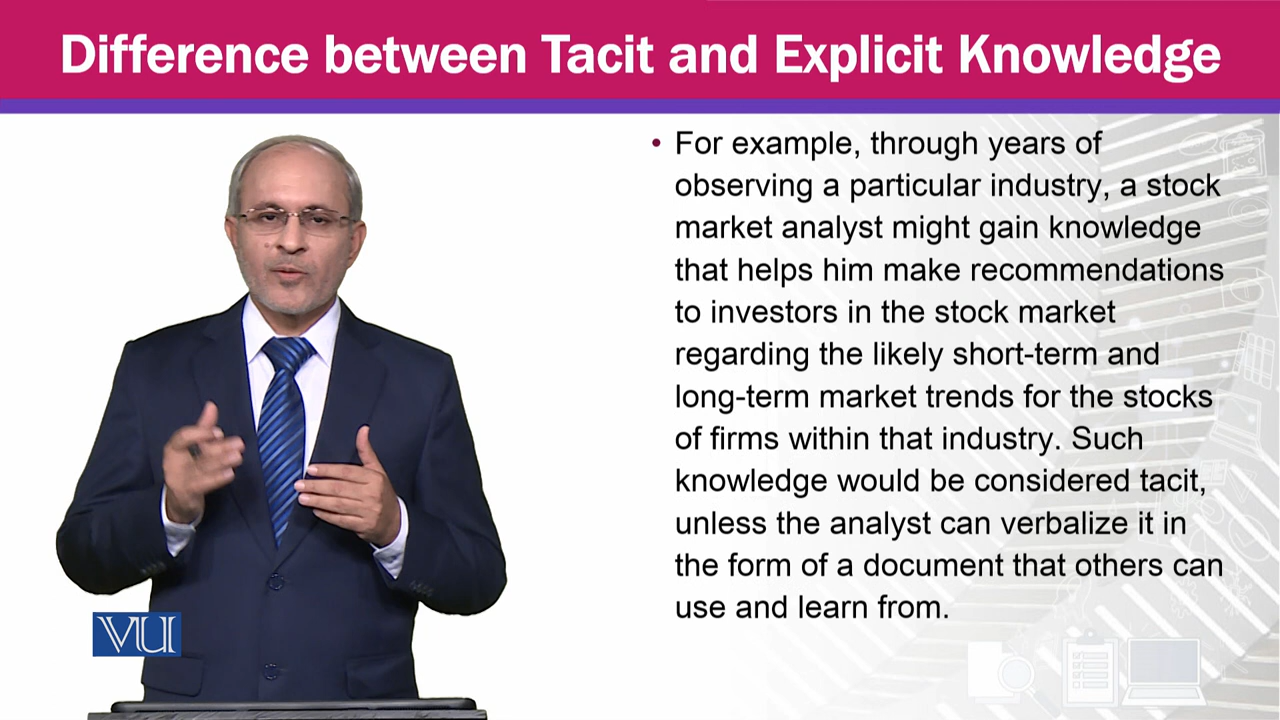 Difference between Tacit and Explicit Knowledge
• For example, through years of
observing a particular industry, a stock
market analyst might gain knowledge
that helps him make recommendations
to investors in the stock market
regarding the likely short-term and
long-term market trends for the stocks
of firms within that industry. Such
knowledge would be considered tacit,
unless the analyst can verbalize it in
the form of a document that others can
use and learn from.
VU